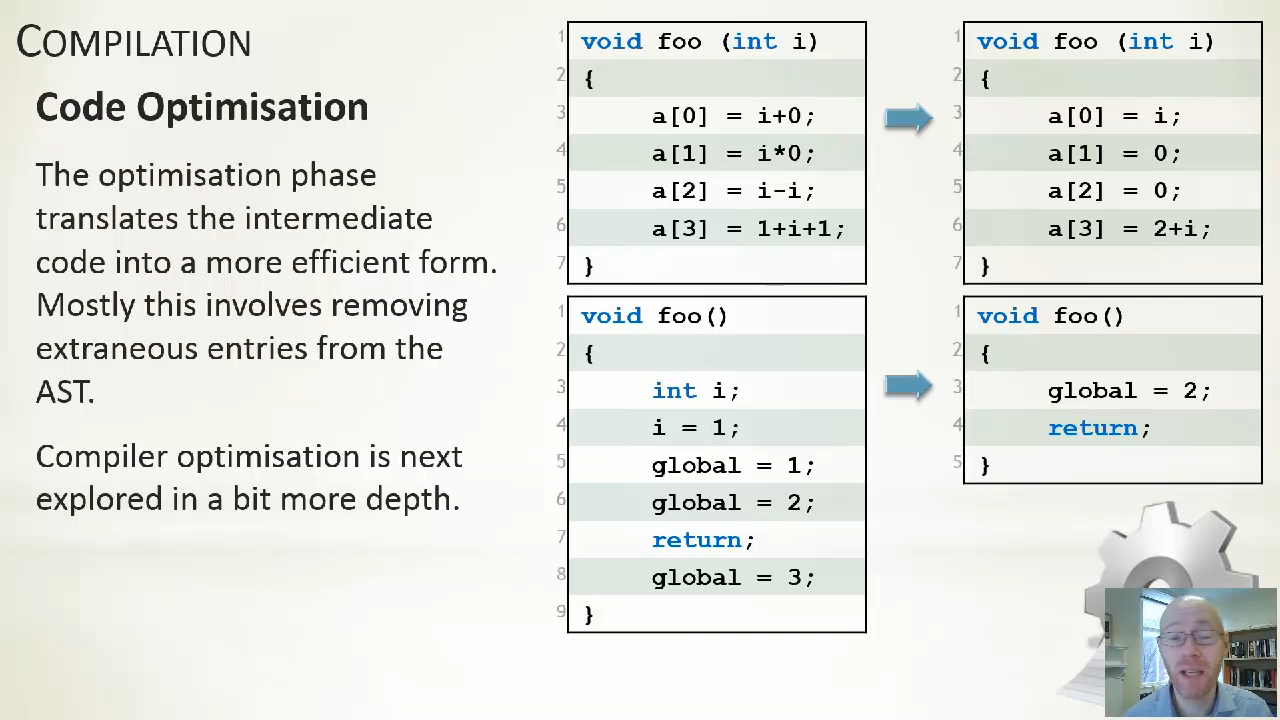 COMPILATION
Code Optimisation
The optimisation phase
translates the intermediate
code into a more efficient form.
Mostly this involves removing
extraneous entries from the
AST.
Compiler optimisation is next
explored in a bit more depth.
1 void foo (int i)
2 {
3 a[0] = i+0;
4 a[1] = i*0;
5 a[2] = i-i;
6 a[3] = 1+i+1;
7 }
1 void foo (int i)
2 {
3 a[0] = i;
4 a[1] = 0;
5 a[2] = 0;
6 a[3] = 2+i;
7 }
1 void foo()
2 {
3 int i;
4 i = 1;
5 global = 1;
6 global = 2;
7 return;
8 global = 3;
9 }
1 void foo()
2 {
3 global = 2;
4 return;
5 }